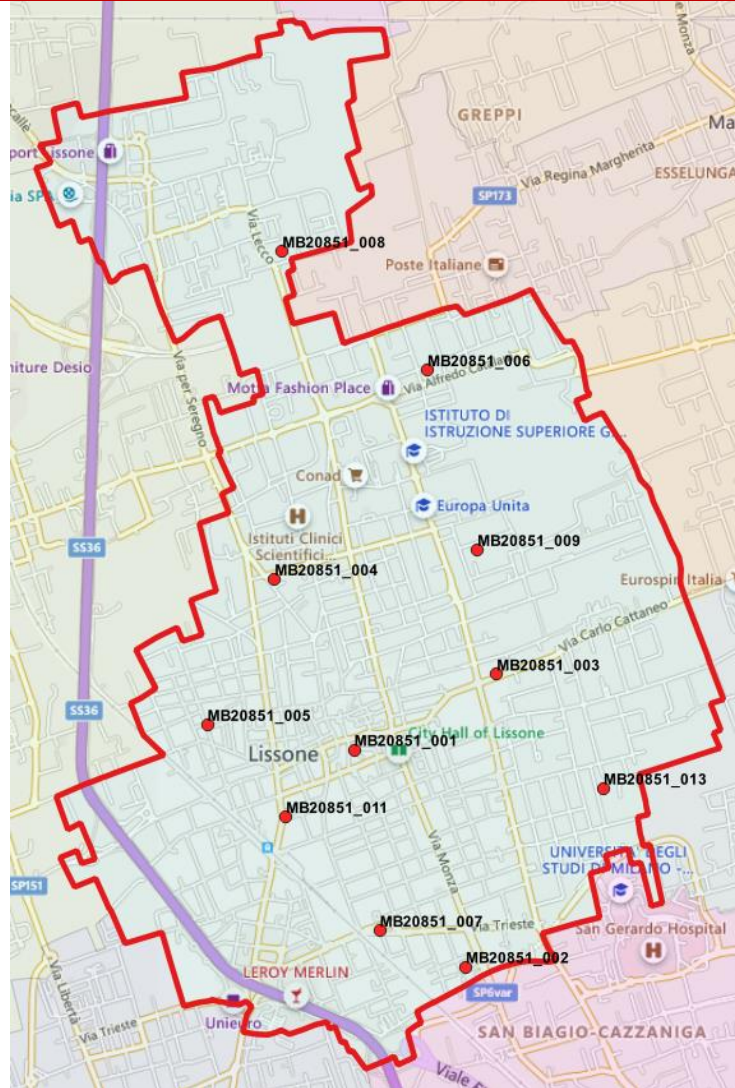 a Monza
GREPPI
Ma
Via Regina Margherita
port Lissone
ESSELUNGA
SP173
ia SPA
Via Lecco
MB20851_008
Poste Italiane
niture Desio
Via per Seregno
MB20851_006
Motta Fashion Place
Via Alfredo
ISTITUTO DI
ISTRUZIONE SUPERIORE G...
Conad
Europa Unita
Istituti Clinici
Scientifici...
SS36
MB20851_009
MB20851_004
Eurospin Italia
Via Carlo Cattaneo
MB20851_003
SS36
MB20851_005
City Hall of Lissone
MB20851_001
Lissone
MB20851_013
MB20851_011
Via Monza
UNIVERSITA' DEGLI
STUDI DI MILANO -...
SP151
MB20851_007
Via Trieste
San Gerardo Hospital
MB20851_002
LEROY MERLIN
Via Libertà
SP6var
Unieuro
Via Trieste
SAN BIAGIO-CAZZANIGA
Viale